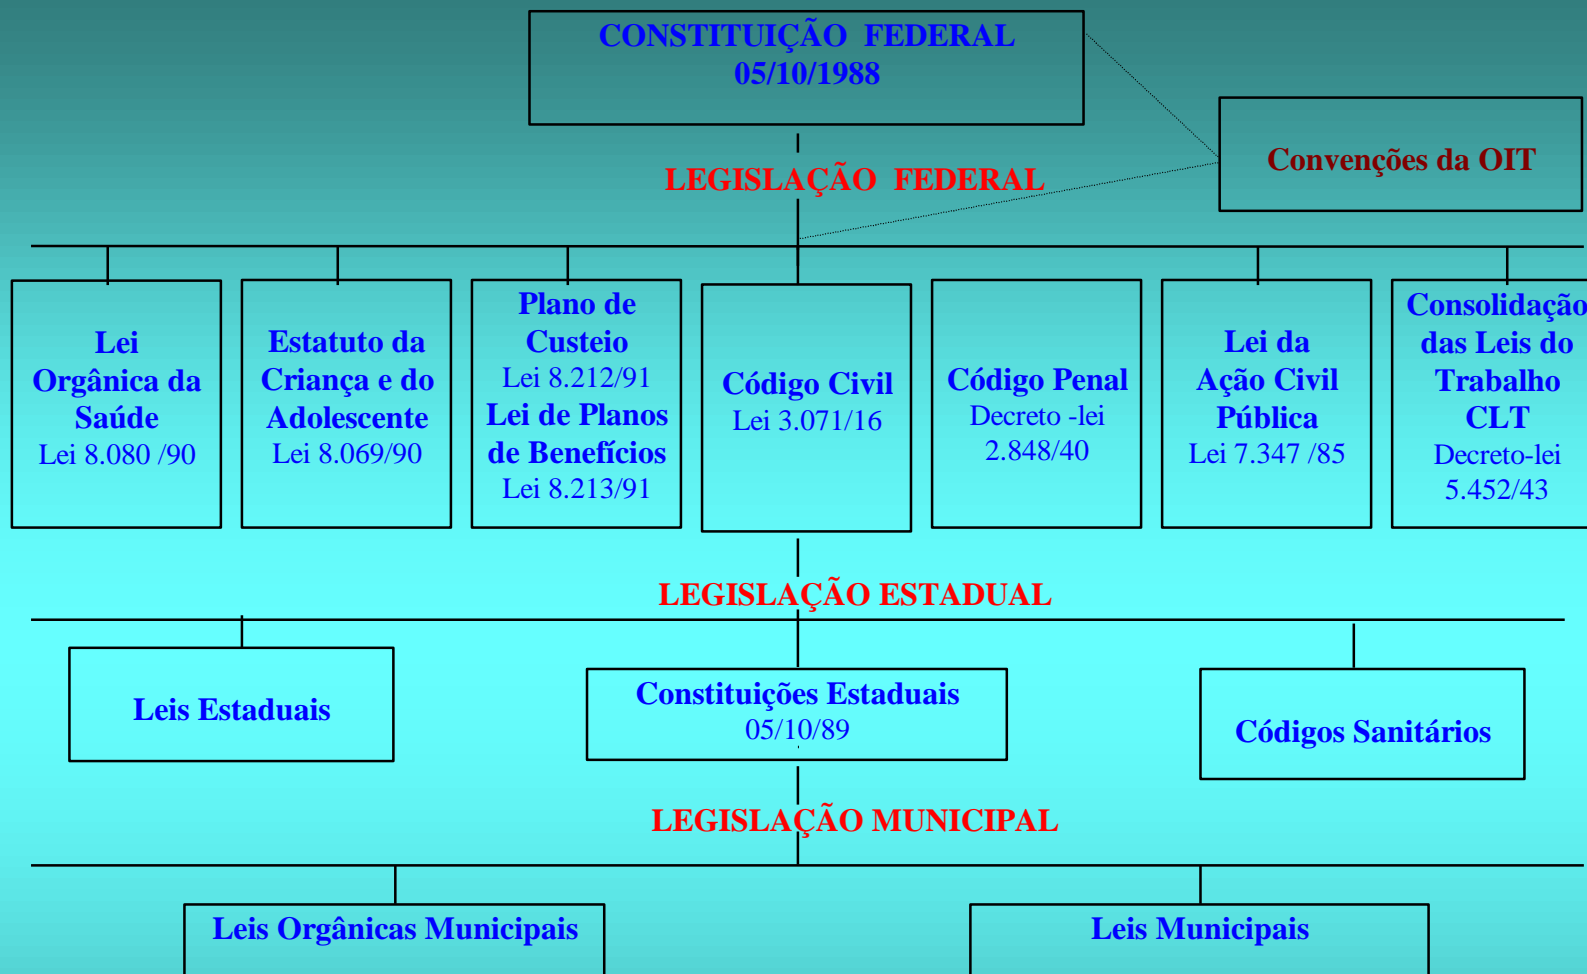 CONSTITUIÇÃO FEDERAL
05/10/1988
Convenções da OIT
LEGISLAÇÃO FEDERAL
Lei
Orgânica da
Saúde
Lei 8.080 /90
Estatuto da
Criança e do
Adolescente
Lei 8.069/90
Plano de
Custeio
Lei 8.212/91
Lei de Planos
de Benefícios
Lei 8.213/91
Código Civil
Lei 3.071/16
Código Penal
Decreto -lei
2.848/40
Lei da
Ação Civil
Pública
Lei 7.347 /85
Consolidação
das Leis do
Trabalho
CLT
Decreto-lei
5.452/43
LEGISLAÇÃO ESTADUAL
Leis Estaduais
Constituições Estaduais
05/10/89
Códigos Sanitários
LEGISLAÇÃO MUNICIPAL
Leis Orgânicas Municipais
Leis Municipais